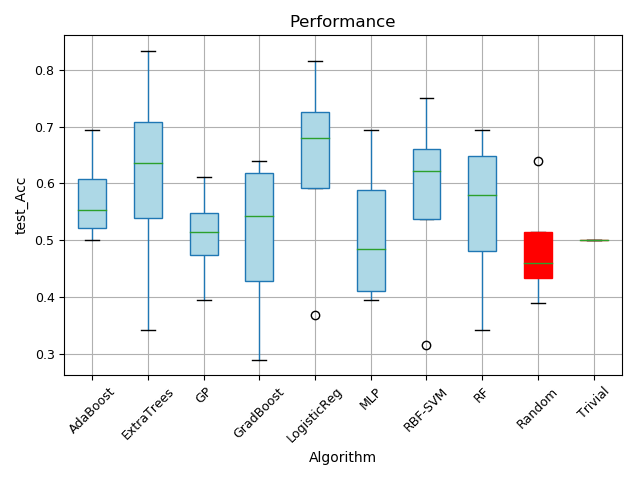 Performance
0.8
0.7
0.6
0.5
0.4
0.3
test_Acc
AdaBoost
ExtraTrees
GP
GradBoost
LogisticReg
MLP
RBF-SVM
RF
Random
Trivial
Algorithm